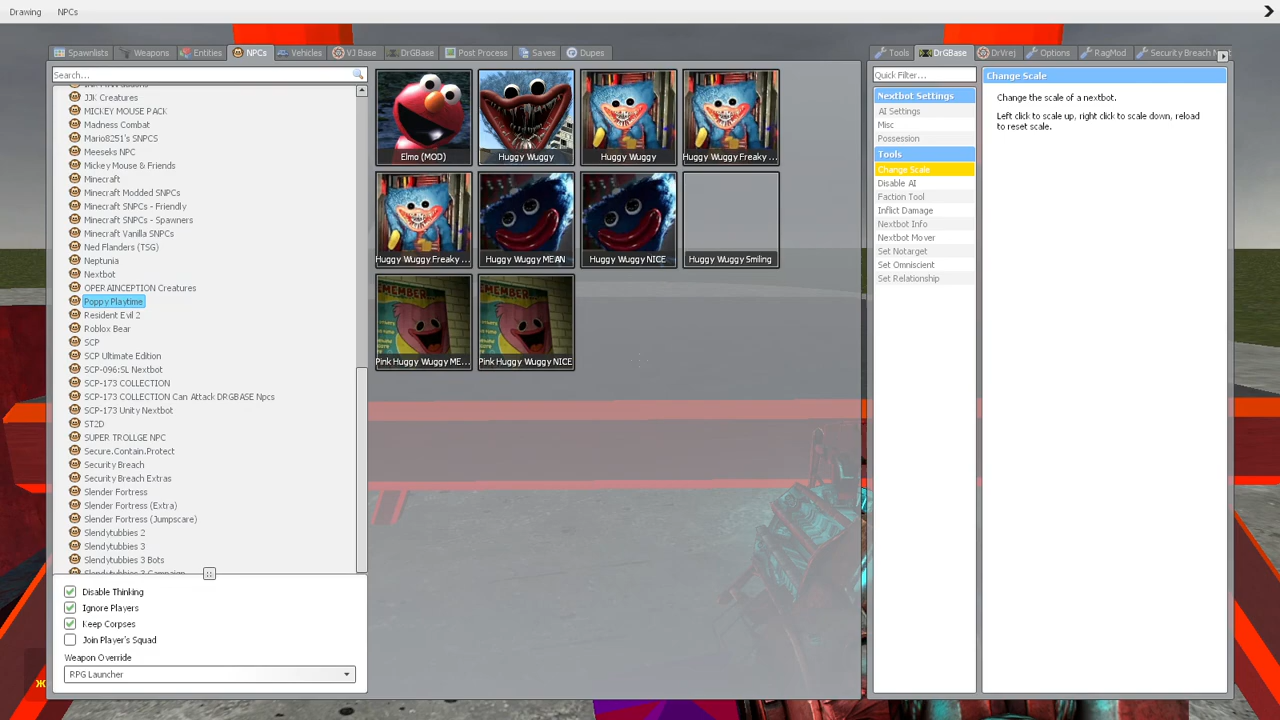 Drawing NPCs
Spawnlists Weapons Entities NPCs Vehicles VJ Base DrGBase Post Process Saves Dupes
Search...
JJK Creatures
MICKEY MOUSE PACK
Madness Combat
Mario8251's SNPCS
Meeseks NPC
Mickey Mouse & Friends
Minecraft
Minecraft Modded SNPCs
Minecraft SNPCs - Friendly
Minecraft SNPCs - Spawners
Minecraft Vanilla SNPCs
Ned Flanders (TSG)
Neptunia
Nextbot
OPERAINCEPTION Creatures
Poppy Playtime
Resident Evil 2
Roblox Bear
SCP
SCP Ultimate Edition
SCP-096:SL Nextbot
SCP-173 COLLECTION
SCP-173 COLLECTION Can Attack DRGBASE Npcs
SCP-173 Unity Nextbot
ST2D
SUPER TROLLGE NPC
Secure.Contain.Protect
Security Breach
Security Breach Extras
Slender Fortress
Slender Fortress (Extra)
Slender Fortress (Jumpscare)
Slendytubbies 2
Slendytubbies 3
Slendytubbies 3 Bots
Slendytubbies 3 Campaign
Disable Thinking
Ignore Players
Keep Corpses
Join Player's Squad
Weapon Override
RPG Launcher
Elmo (MOD) Huggy Wuggy Huggy Wuggy Huggy Wuggy Freaky ...
Huggy Wuggy Freaky ... Huggy Wuggy MEAN Huggy Wuggy NICE Huggy Wuggy Smiling
Pink Huggy Wuggy ME... Pink Huggy Wuggy NICE
Tools DrGBase DrVrej Options RagMod Security Breach
Quick Filter...
Nextbot Settings
AI Settings
Misc
Possession
Tools
Change Scale
Disable AI
Faction Tool
Inflict Damage
Nextbot Info
Nextbot Mover
Set Notarget
Set Omniscient
Set Relationship
Change Scale
Change the scale of a nextbot.
Left click to scale up, right click to scale down, reload
to reset scale.